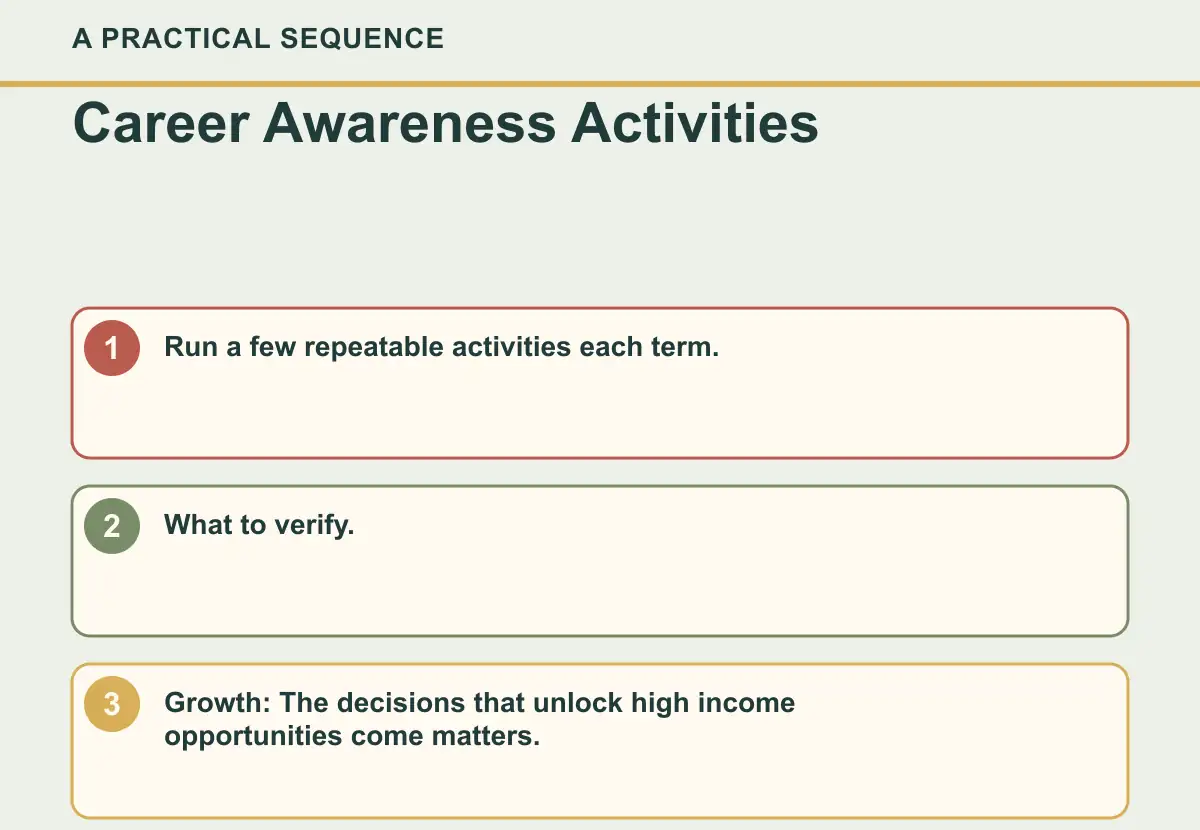 A PRACTICAL SEQUENCE
Career Awareness Activities
1
Run a few repeatable activities each term.
2
What to verify.
3
Growth: The decisions that unlock high income
opportunities come matters.